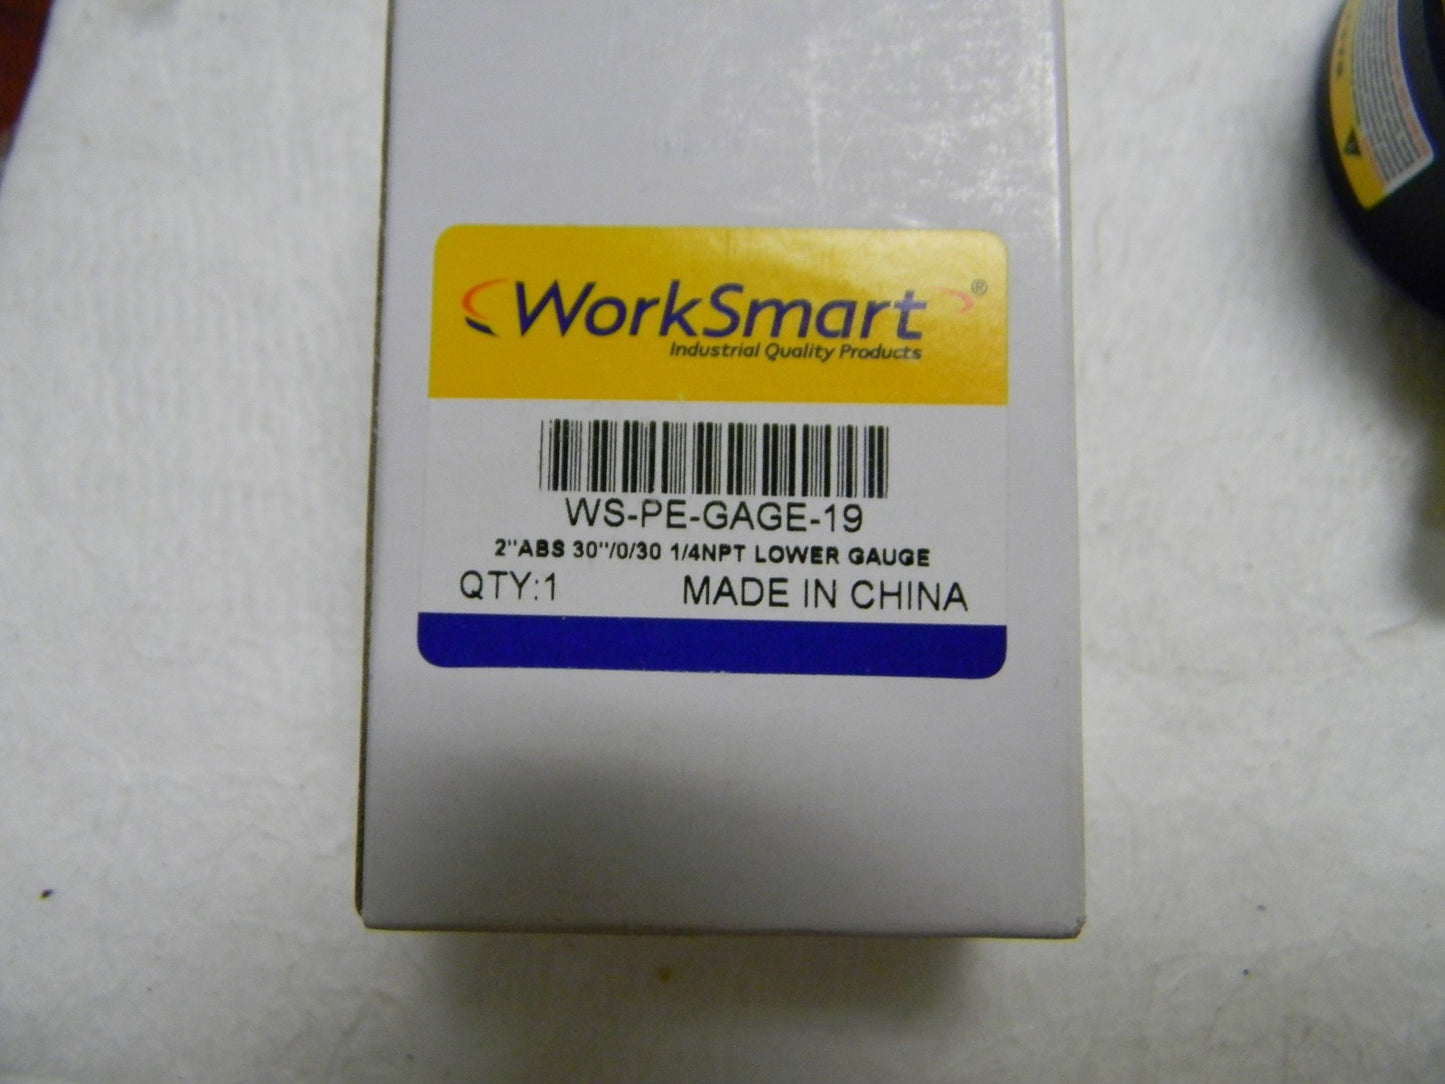 WorkSmart®
Industrial Quality Products
WS-PE-GAGE-19
2"ABS 30"/0/30 1/4NPT LOWER GAUGE
QTY:1 MADE IN CHINA